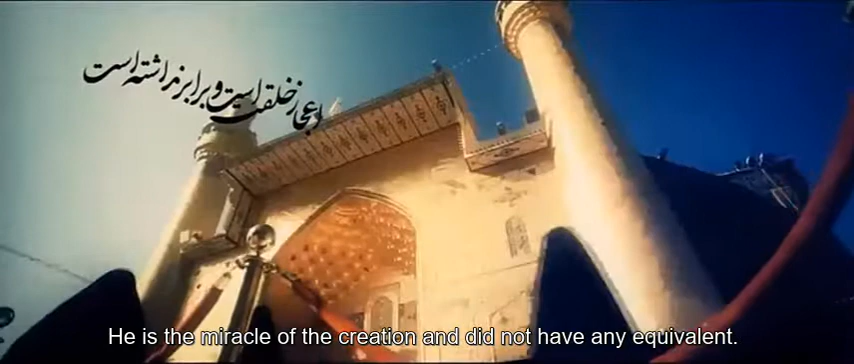 اعجاز خلقت است و برابر نداشته است
He is the miracle of the creation and did not have any equivalent.